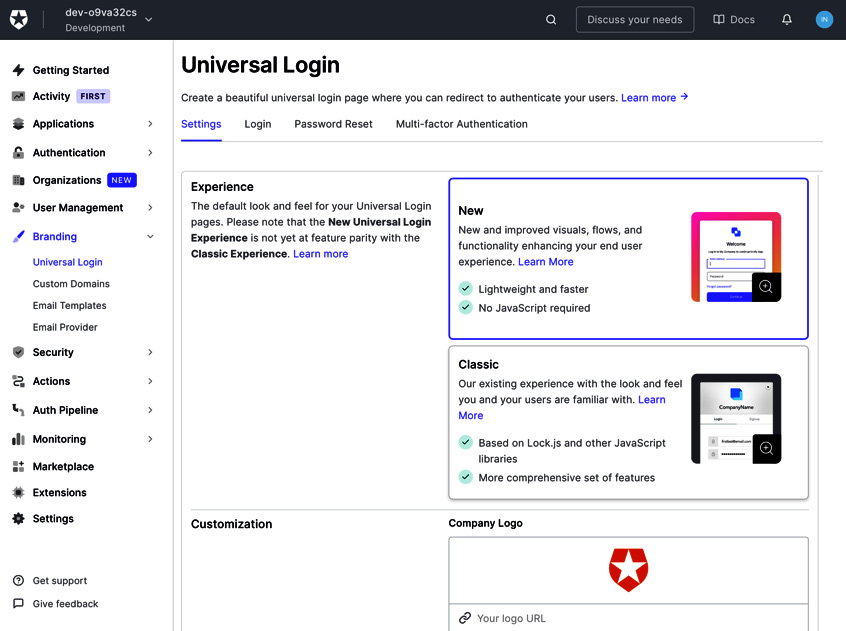 dev-o9va32cs
Development
Discuss your needs
Docs
IN
Getting Started
Activity FIRST
Applications
Authentication
Organizations NEW
User Management
Branding
Universal Login
Custom Domains
Email Templates
Email Provider
Security
Actions
Auth Pipeline
Monitoring
Marketplace
Extensions
Settings
Get support
Give feedback
Universal Login
Create a beautiful universal login page where you can redirect to authenticate your users. Learn more
Settings Login Password Reset Multi-factor Authentication
Experience
The default look and feel for your Universal Login
pages. Please note that the New Universal Login
Experience is not yet at feature parity with the
Classic Experience. Learn more
New
New and improved visuals, flows, and
functionality enhancing your end user
experience. Learn More
Lightweight and faster
No JavaScript required
Welcome
Classic
Our existing experience with the look and feel
you and your users are familiar with. Learn
More
Based on Lock.js and other JavaScript
libraries
More comprehensive set of features
CompanyName
Login Signup
Customization
Company Logo
Your logo URL